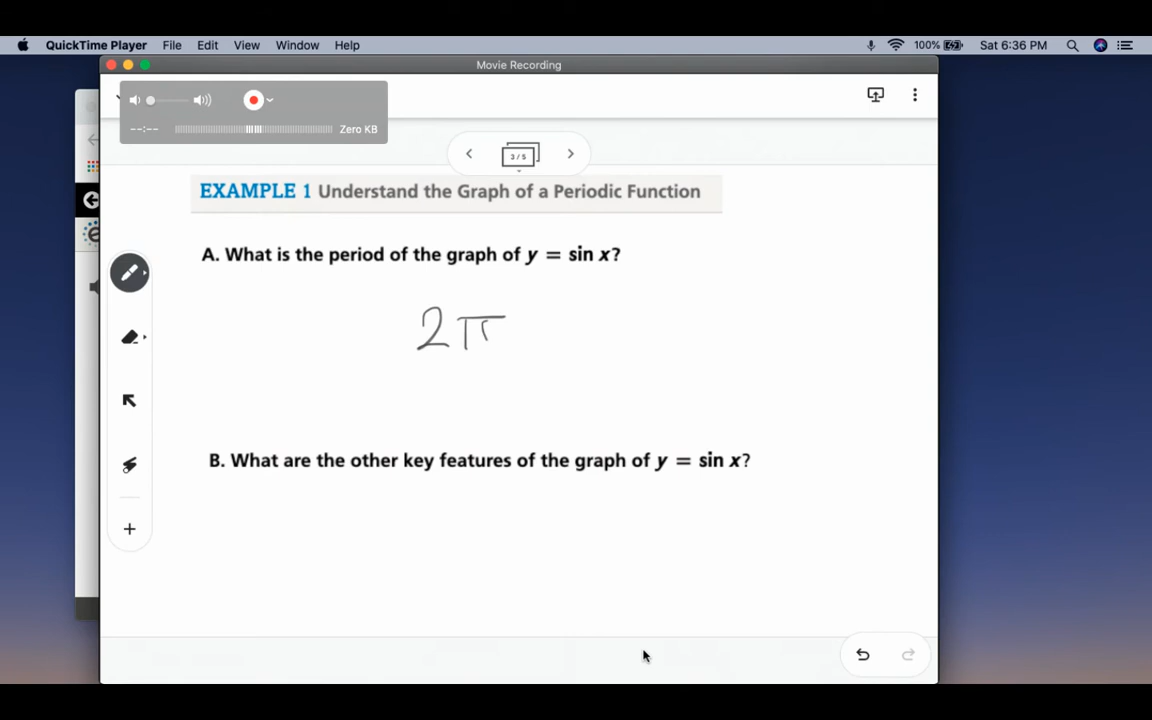 QuickTime Player File Edit View Window Help 100% Sat 6:36 PM
Movie Recording
--:-- Zero KB
3 / 5
EXAMPLE 1 Understand the Graph of a Periodic Function
A. What is the period of the graph of y = sin x?
2π
B. What are the other key features of the graph of y = sin x?